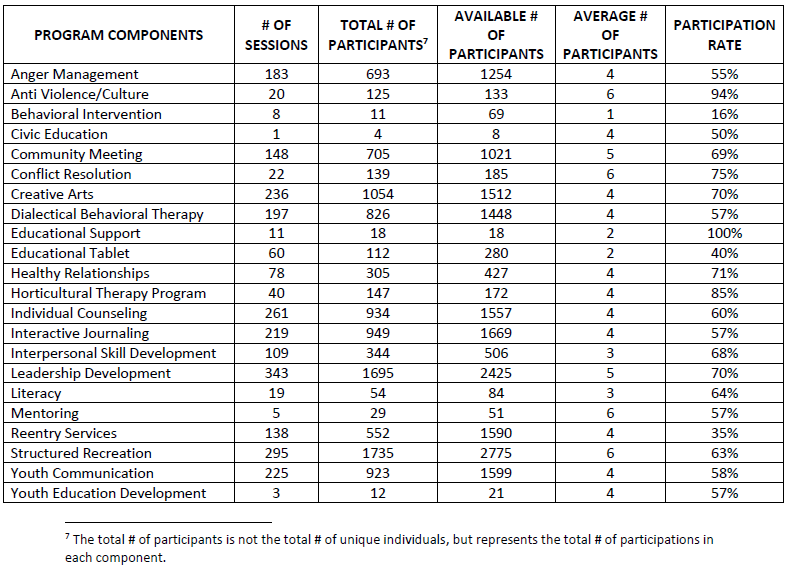 PROGRAM COMPONENTS # OF SESSIONS TOTAL # OF PARTICIPANTS⁷ AVAILABLE # OF PARTICIPANTS AVERAGE # OF PARTICIPANTS PARTICIPATION RATE
Anger Management 183 693 1254 4 55%
Anti Violence/Culture 20 125 133 6 94%
Behavioral Intervention 8 11 69 1 16%
Civic Education 1 4 8 4 50%
Community Meeting 148 705 1021 5 69%
Conflict Resolution 22 139 185 6 75%
Creative Arts 236 1054 1512 4 70%
Dialectical Behavioral Therapy 197 826 1448 4 57%
Educational Support 11 18 18 2 100%
Educational Tablet 60 112 280 2 40%
Healthy Relationships 78 305 427 4 71%
Horticultural Therapy Program 40 147 172 4 85%
Individual Counseling 261 934 1557 4 60%
Interactive Journaling 219 949 1669 4 57%
Interpersonal Skill Development 109 344 506 3 68%
Leadership Development 343 1695 2425 5 70%
Literacy 19 54 84 3 64%
Mentoring 5 29 51 6 57%
Reentry Services 138 552 1590 4 35%
Structured Recreation 295 1735 2775 6 63%
Youth Communication 225 923 1599 4 58%
Youth Education Development 3 12 21 4 57%
⁷ The total # of participants is not the total # of unique individuals, but represents the total # of participations in
each component.